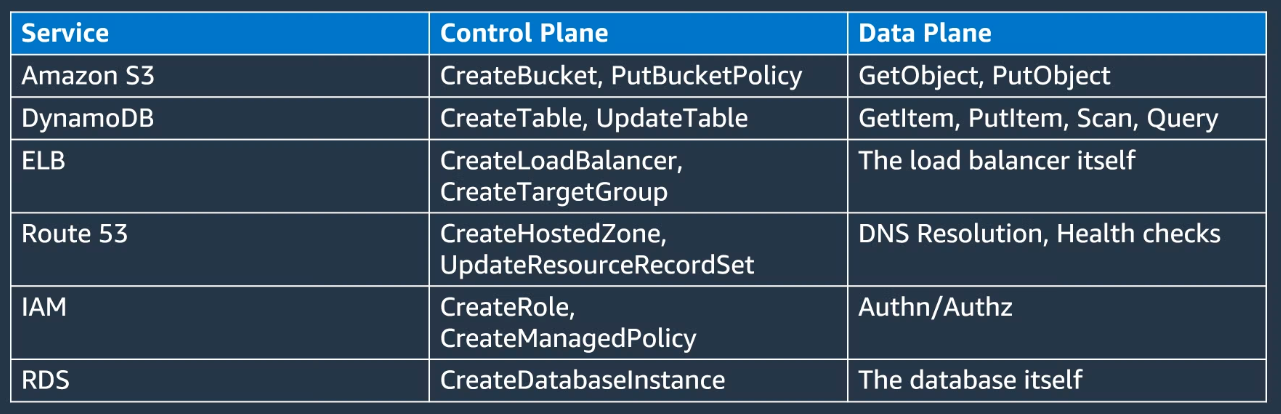 Service Control Plane Data Plane
Amazon S3 CreateBucket, PutBucketPolicy GetObject, PutObject
DynamoDB CreateTable, UpdateTable GetItem, PutItem, Scan, Query
ELB CreateLoadBalancer, The load balancer itself
CreateTargetGroup
Route 53 CreateHostedZone, DNS Resolution, Health checks
UpdateResourceRecordSet
IAM CreateRole, Authn/Authz
CreateManagedPolicy
RDS CreateDatabaseInstance The database itself